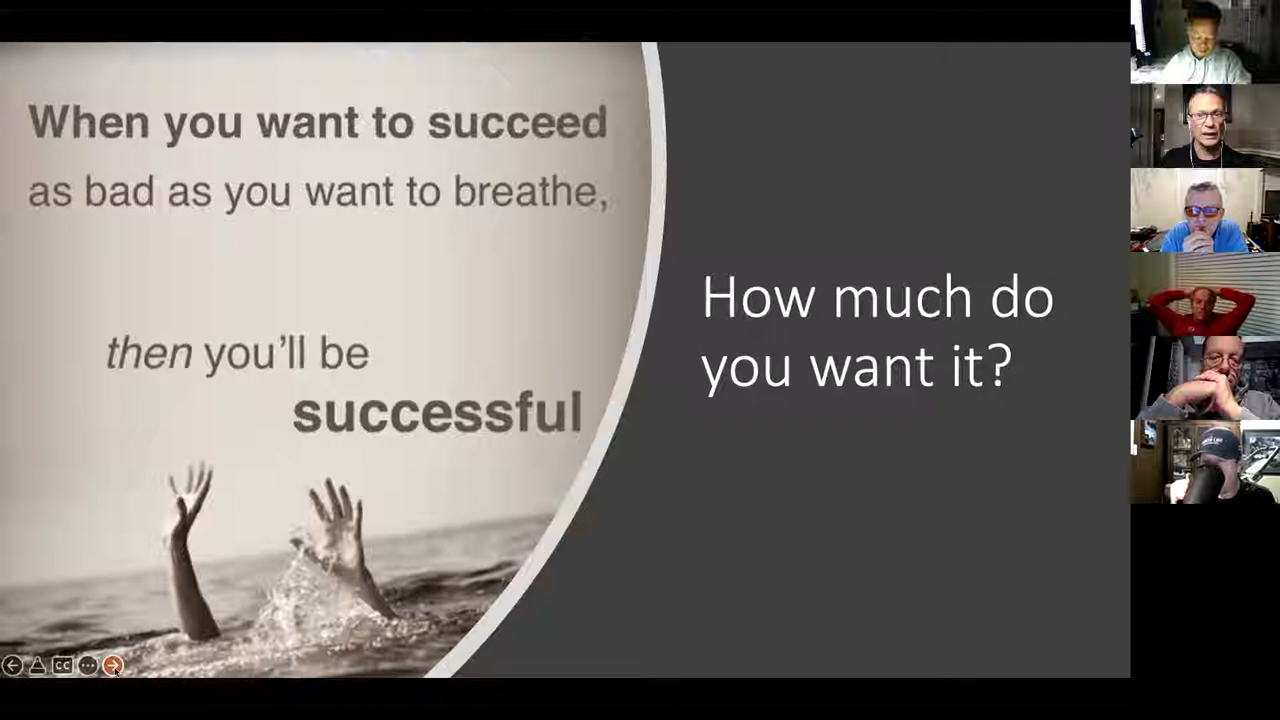 When you want to succeed
as bad as you want to breathe,
then you'll be
successful
How much do
you want it?
CC